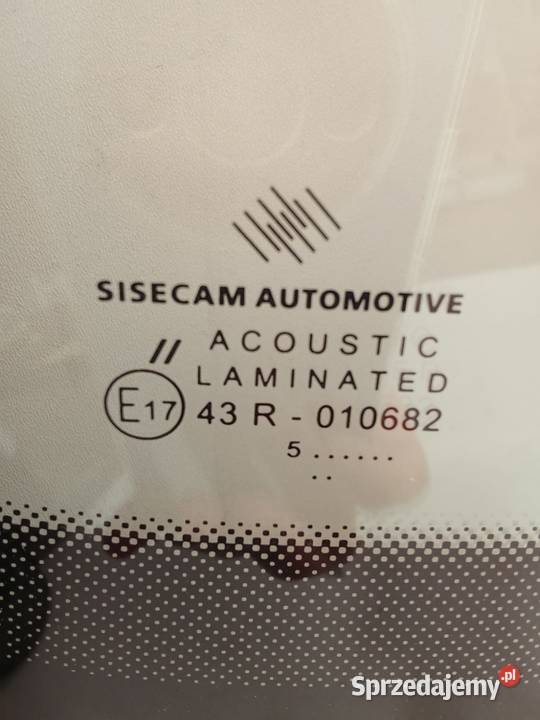 SISECAM AUTOMOTIVE
// ACOUSTIC
LAMINATED
E17 43 R - 010682
5 ......
..
Sprzedajemy.pl